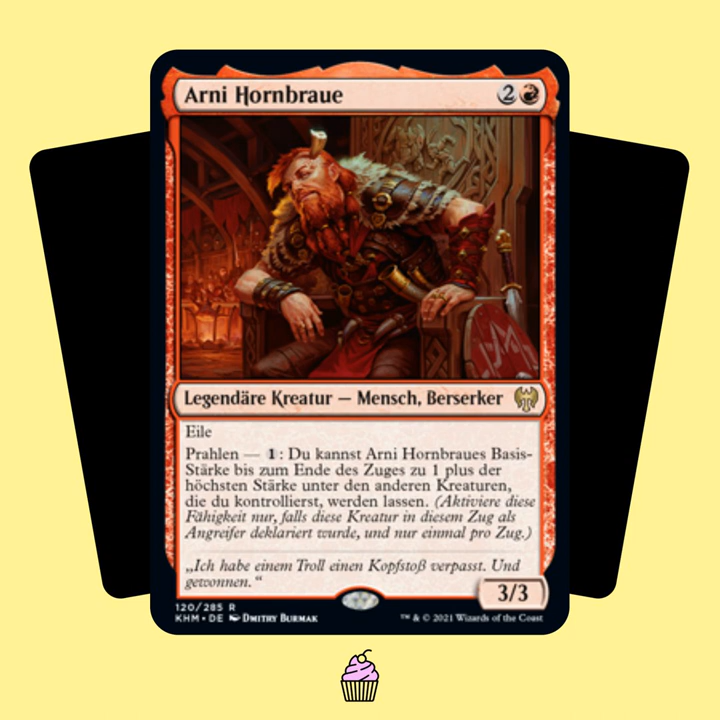 Arni Hornbraue
2
Legendäre Kreatur — Mensch, Berserker
Eile
Prahlen — 1: Du kannst Arni Hornbraues Basis-
Stärke bis zum Ende des Zuges zu 1 plus der
höchsten Stärke unter den anderen Kreaturen,
die du kontrollierst, werden lassen. (Aktiviere diese
Fähigkeit nur, falls diese Kreatur in diesem Zug als
Angreifer deklariert wurde, und nur einmal pro Zug.)
„Ich habe einem Troll einen Kopfstoß verpasst. Und
gewonnen.“
3/3
120/285 R
KHM • DE Dmitry Burmak
™ & © 2021 Wizards of the Coast